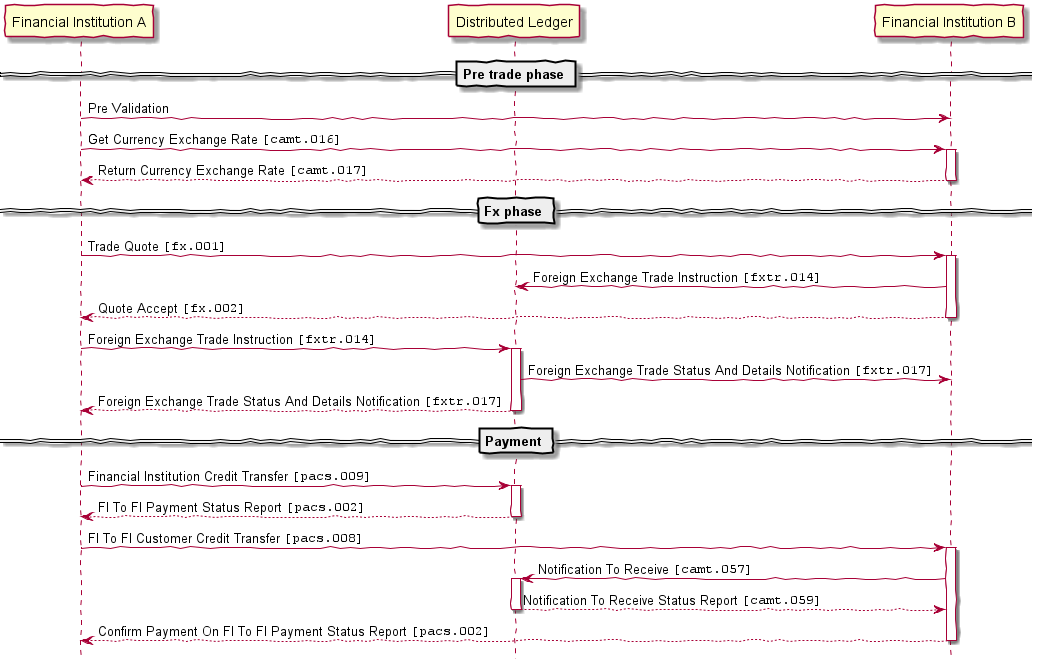 Financial Institution A
Distributed Ledger
Financial Institution B
Pre trade phase
Pre Validation
Get Currency Exchange Rate [camt.016]
Return Currency Exchange Rate [camt.017]
Fx phase
Trade Quote [fx.001]
Foreign Exchange Trade Instruction [fxtr.014]
Quote Accept [fx.002]
Foreign Exchange Trade Instruction [fxtr.014]
Foreign Exchange Trade Status And Details Notification [fxtr.017]
Foreign Exchange Trade Status And Details Notification [fxtr.017]
Payment
Financial Institution Credit Transfer [pacs.009]
FI To FI Payment Status Report [pacs.002]
FI To FI Customer Credit Transfer [pacs.008]
Notification To Receive [camt.057]
Notification To Receive Status Report [camt.059]
Confirm Payment On FI To FI Payment Status Report [pacs.002]